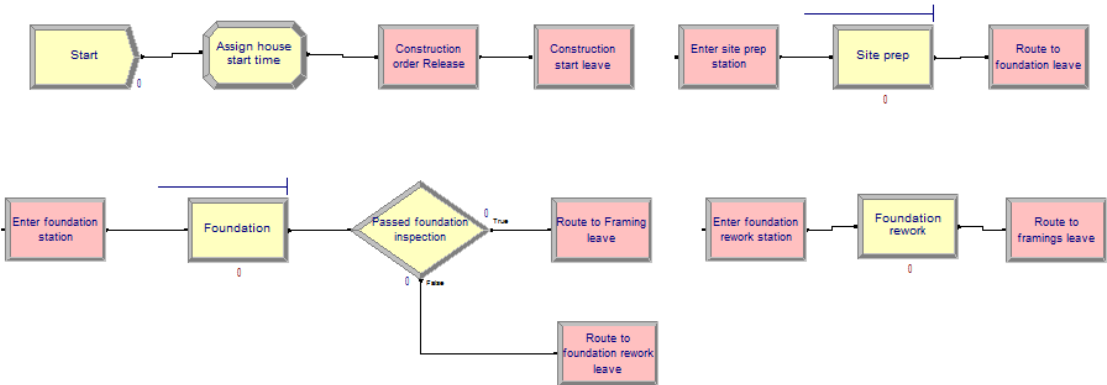 Start
0
Assign house
start time
Construction
order Release
Construction
start leave
Enter site prep
station
Site prep
0
Route to
foundation leave
Enter foundation
station
Foundation
0
Passed foundation
inspection
0
True
0
False
Route to Framing
leave
Route to
foundation rework
leave
Enter foundation
rework station
Foundation
rework
0
Route to
framings leave